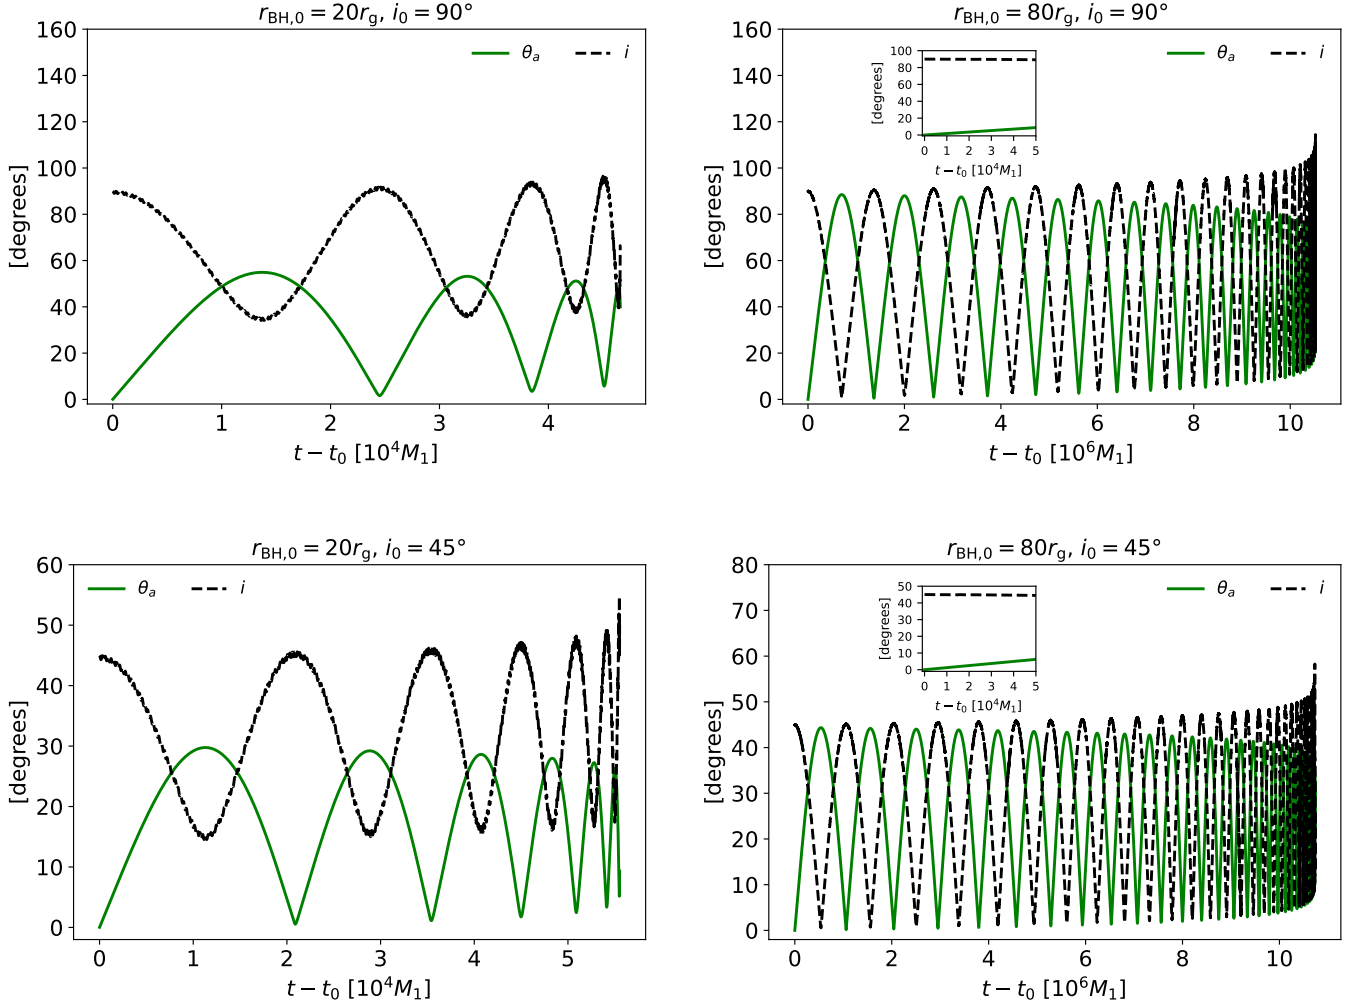 r_BH,0 = 20r_g, i_0 = 90°
160
140
120
100
80
60
40
20
0
[degrees]
θ_a i
0 1 2 3 4
t − t_0 [10^4 M_1]
r_BH,0 = 80r_g, i_0 = 90°
160
140
120
100
80
60
40
20
0
[degrees]
θ_a i
100
80
60
40
20
0
[degrees]
0 1 2 3 4 5
t − t_0 [10^4 M_1]
0 2 4 6 8 10
t − t_0 [10^6 M_1]
r_BH,0 = 20r_g, i_0 = 45°
60
50
40
30
20
10
0
[degrees]
θ_a i
0 1 2 3 4 5
t − t_0 [10^4 M_1]
r_BH,0 = 80r_g, i_0 = 45°
80
70
60
50
40
30
20
10
0
[degrees]
θ_a i
50
40
30
20
10
0
[degrees]
0 1 2 3 4 5
t − t_0 [10^4 M_1]
0 2 4 6 8 10
t − t_0 [10^6 M_1]